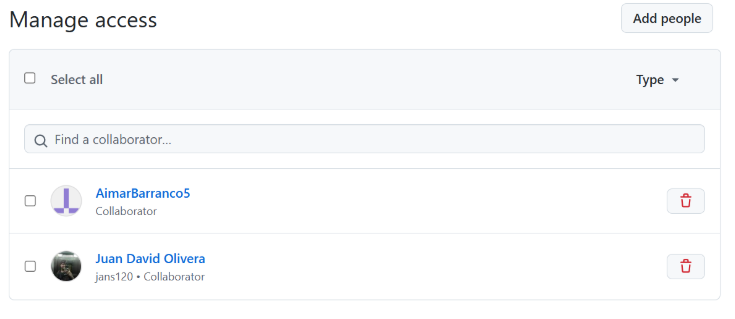 Manage access
Add people
Select all
Type
Find a collaborator...
AimarBarranco5
Collaborator
Juan David Olivera
jans120 • Collaborator